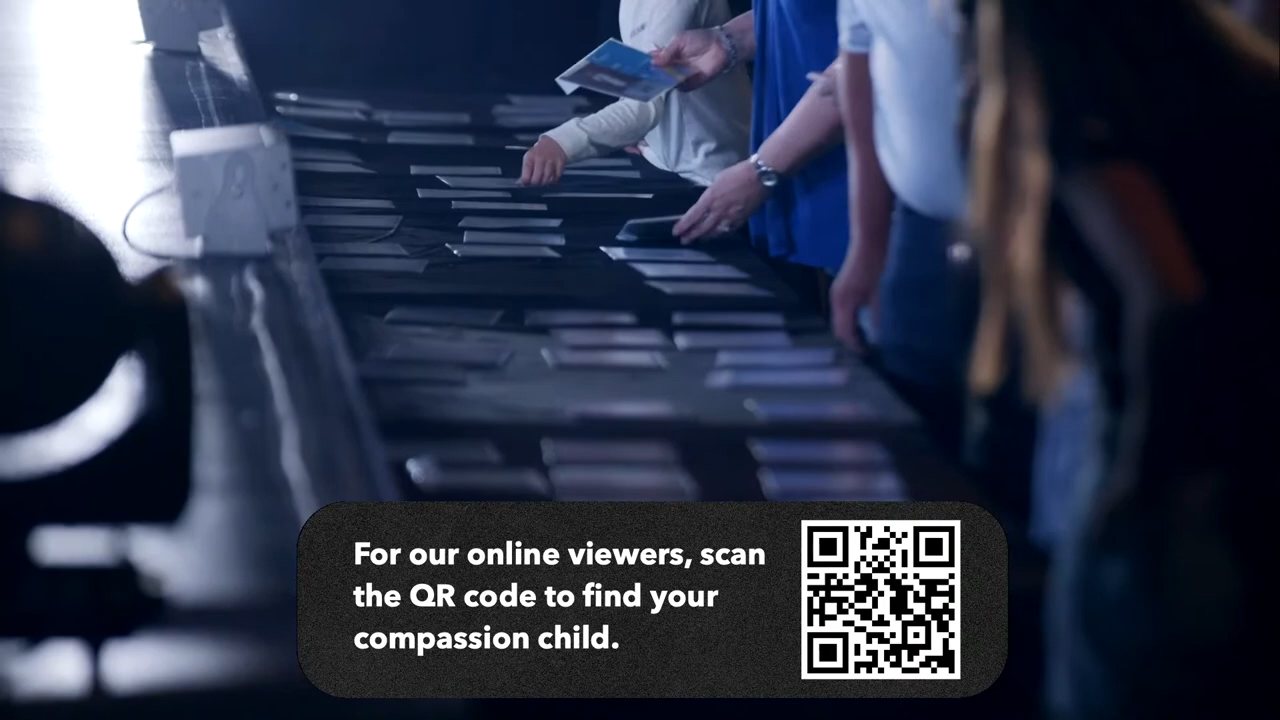 For our online viewers, scan
the QR code to find your
compassion child.